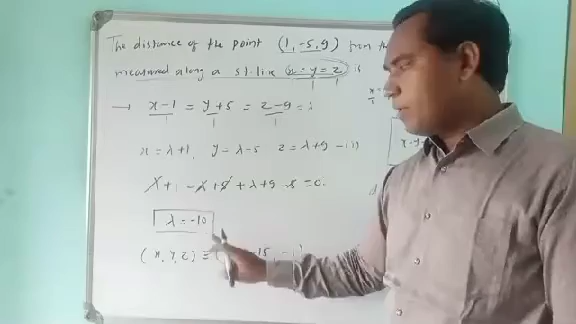 The distance of the point (1, -5, 9) from the
measured along a st. line x = y = z is
→ x-1/1 = y+5/1 = z-9/1 = λ
x = λ+1, y = λ-5 z = λ+9
λ+1 -λ+5 +λ+9 -5 = 0
λ = -10
(x, y, z) ≡ -15, -1)
x-y+